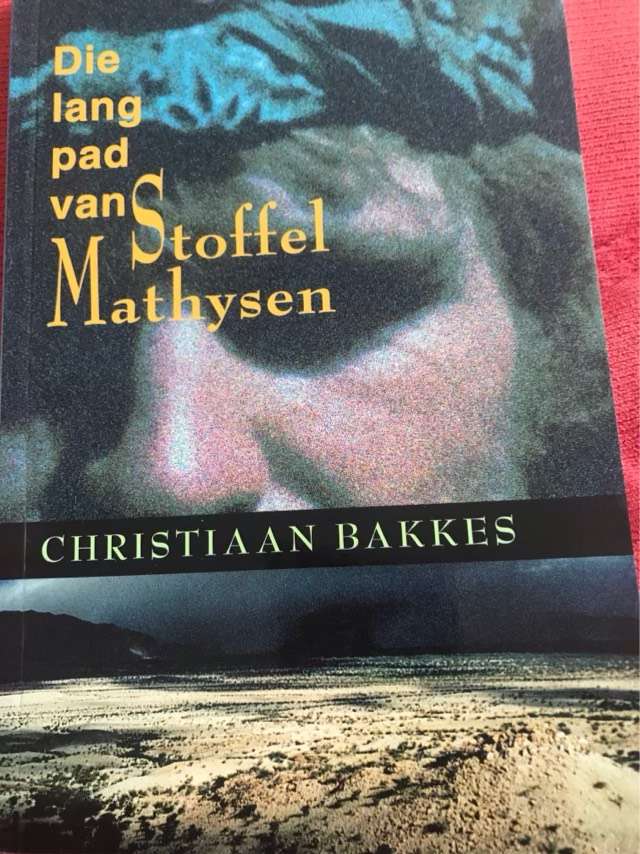 Die
lang
pad
van Stoffel
Mathysen
CHRISTIAAN BAKKES